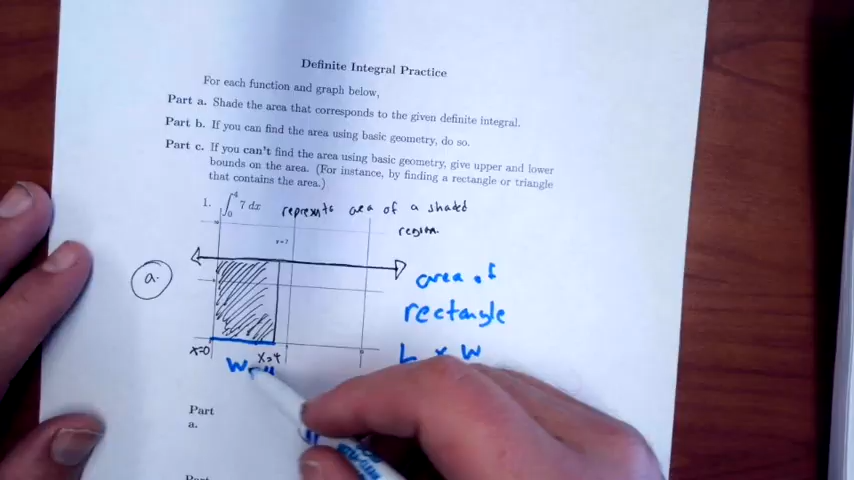 Definite Integral Practice
For each function and graph below,
Part a. Shade the area that corresponds to the given definite integral.
Part b. If you can find the area using basic geometry, do so.
Part c. If you can't find the area using basic geometry, give upper and lower
bounds on the area. (For instance, by finding a rectangle or triangle
that contains the area.)
1. ∫₀⁴ 7 dx represents area of a shaded
region.
a.
area of
rectangle
L x W
x=0
x=4
Part
a.
Part